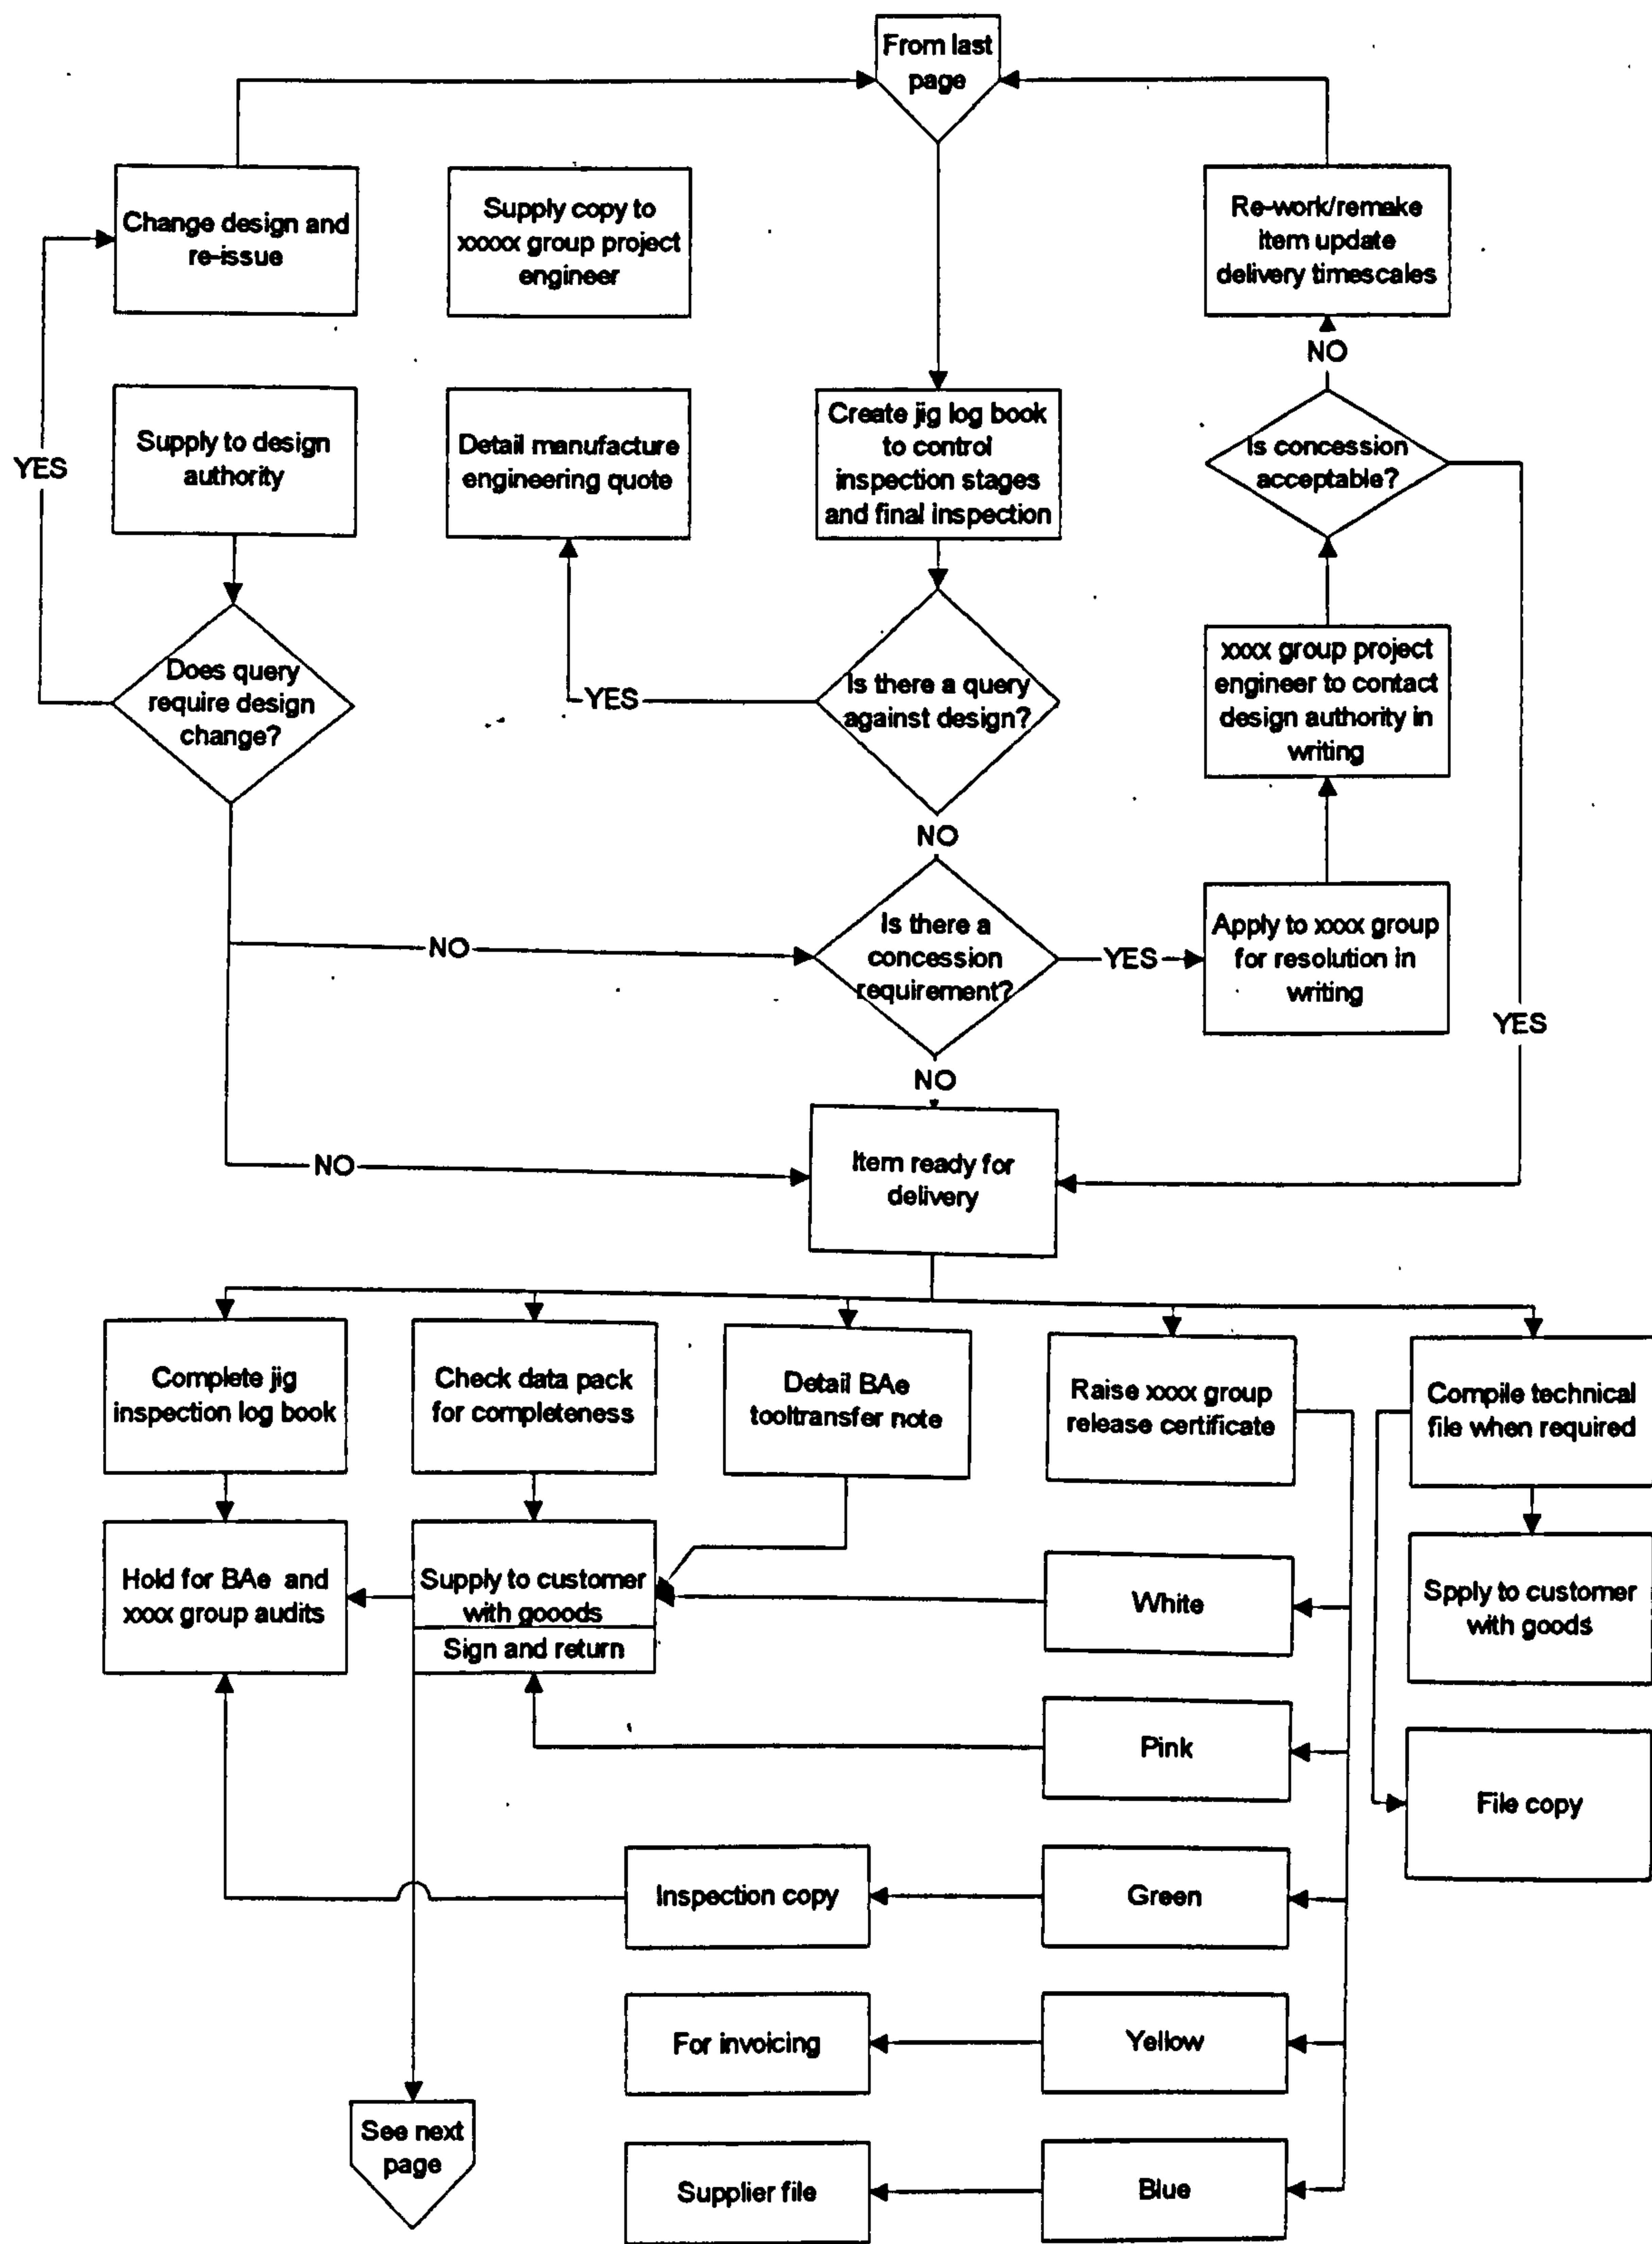 From last
page
Change design and
re-issue
Supply copy to
xxxxx group project
engineer
Re-work/remake
item update
delivery timescales
NO
YES
Supply to design
authority
Detail manufacture
engineering quote
Create jig log book
to control
inspection stages
and final inspection
Is concession
acceptable?
Does query
require design
change?
YES
Is there a query
against design?
xxxx group project
engineer to contact
design authority in
writing
NO
NO
Is there a
concession
requirement?
YES
Apply to xxxx group
for resolution in
writing
YES
NO
NO
Item ready for
delivery
Complete jig
inspection log book
Check data pack
for completeness
Detail BAe
tooltransfer note
Raise xxxx group
release certificate
Compile technical
file when required
Hold for BAe and
xxxx group audits
Supply to customer
with gooods
Sign and return
White
Spply to customer
with goods
Pink
File copy
Inspection copy
Green
For invoicing
Yellow
See next
page
Supplier file
Blue